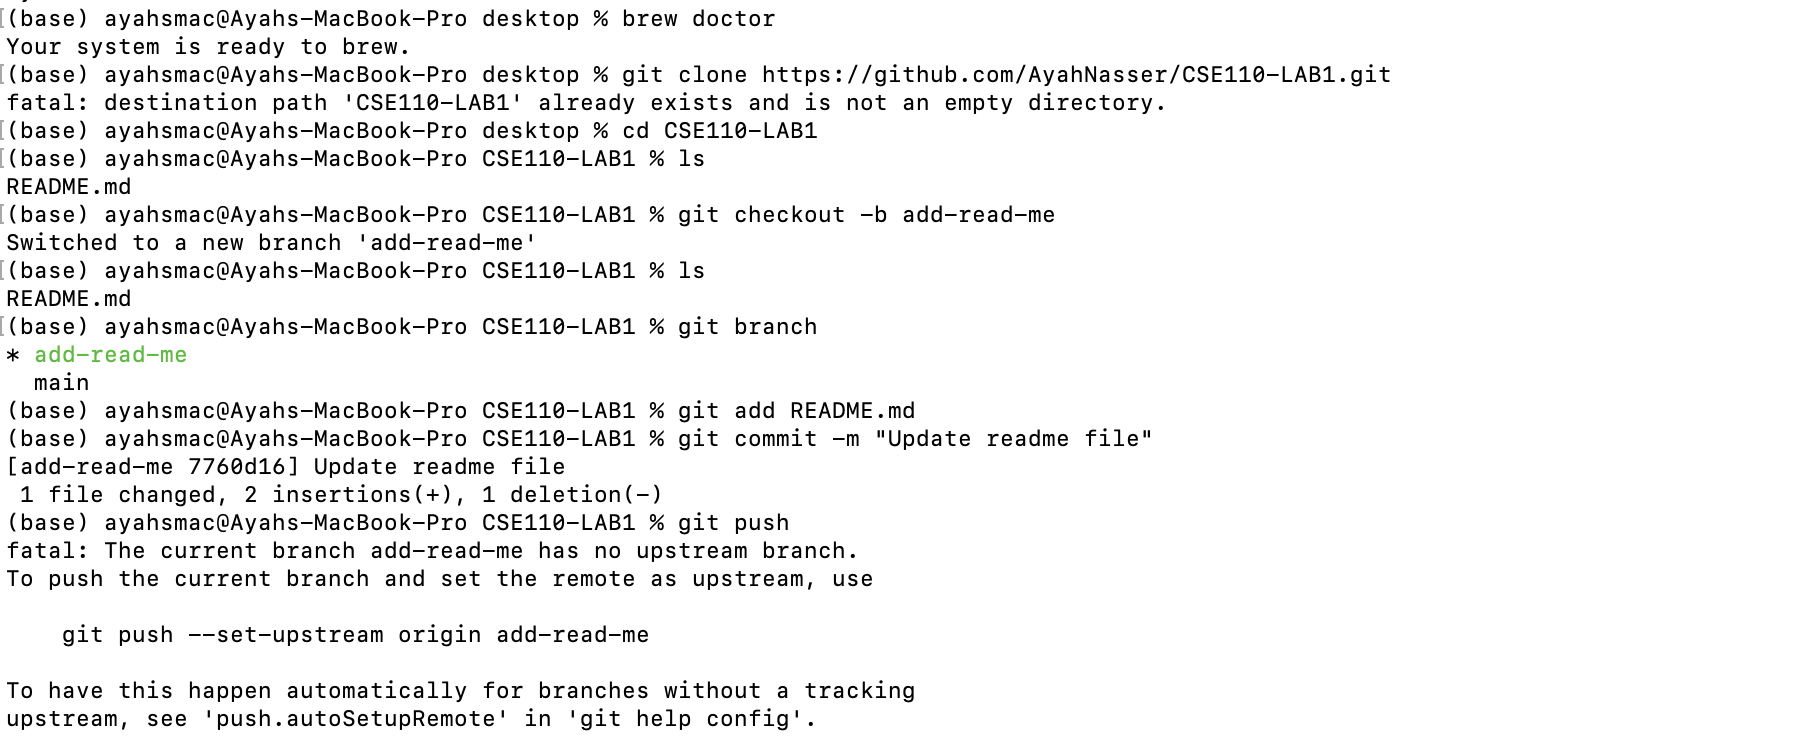 [(base) ayahsmac@Ayahs-MacBook-Pro desktop % brew doctor
Your system is ready to brew.
[(base) ayahsmac@Ayahs-MacBook-Pro desktop % git clone https://github.com/AyahNasser/CSE110-LAB1.git
fatal: destination path 'CSE110-LAB1' already exists and is not an empty directory.
[(base) ayahsmac@Ayahs-MacBook-Pro desktop % cd CSE110-LAB1
[(base) ayahsmac@Ayahs-MacBook-Pro CSE110-LAB1 % ls
README.md
[(base) ayahsmac@Ayahs-MacBook-Pro CSE110-LAB1 % git checkout -b add-read-me
Switched to a new branch 'add-read-me'
[(base) ayahsmac@Ayahs-MacBook-Pro CSE110-LAB1 % ls
README.md
[(base) ayahsmac@Ayahs-MacBook-Pro CSE110-LAB1 % git branch
* add-read-me
  main
(base) ayahsmac@Ayahs-MacBook-Pro CSE110-LAB1 % git add README.md
(base) ayahsmac@Ayahs-MacBook-Pro CSE110-LAB1 % git commit -m "Update readme file"
[add-read-me 7760d16] Update readme file
 1 file changed, 2 insertions(+), 1 deletion(-)
(base) ayahsmac@Ayahs-MacBook-Pro CSE110-LAB1 % git push
fatal: The current branch add-read-me has no upstream branch.
To push the current branch and set the remote as upstream, use

    git push --set-upstream origin add-read-me

To have this happen automatically for branches without a tracking
upstream, see 'push.autoSetupRemote' in 'git help config'.